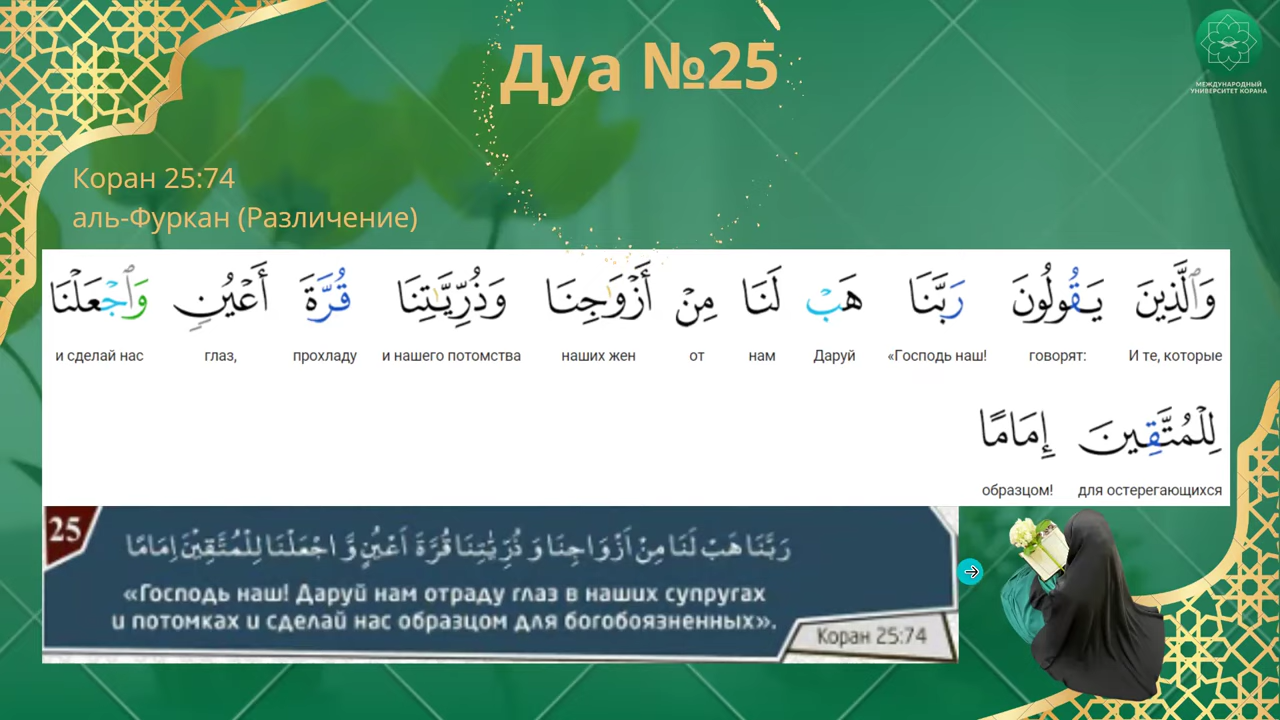 Дуа №25
МЕЖДУНАРОДНЫЙ
УНИВЕРСИТЕТ КОРАНА
Коран 25:74
аль-Фуркан (Различение)
وَٱلَّذِينَ يَقُولُونَ رَبَّنَا هَبْ لَنَا مِنْ أَزْوَٰجِنَا وَذُرِّيَّـٰتِنَا قُرَّةَ أَعْيُنٍ وَٱجْعَلْنَا
И те, которые говорят: «Господь наш! Даруй нам от наших жен и нашего потомства прохладу глаз, и сделай нас
لِلْمُتَّقِينَ إِمَامًا
для остерегающихся образцом!
25
رَبَّنَا هَبْ لَنَا مِنْ اَزْوَاجِنَا وَ ذُرِّيّٰتِنَا قُرَّةَ اَعْيُنٍ وَّ اجْعَلْنَا لِلْمُتَّقِيْنَ اِمَامًا
«Господь наш! Даруй нам отраду глаз в наших супругах
и потомках и сделай нас образцом для богобоязненных».
Коран 25:74